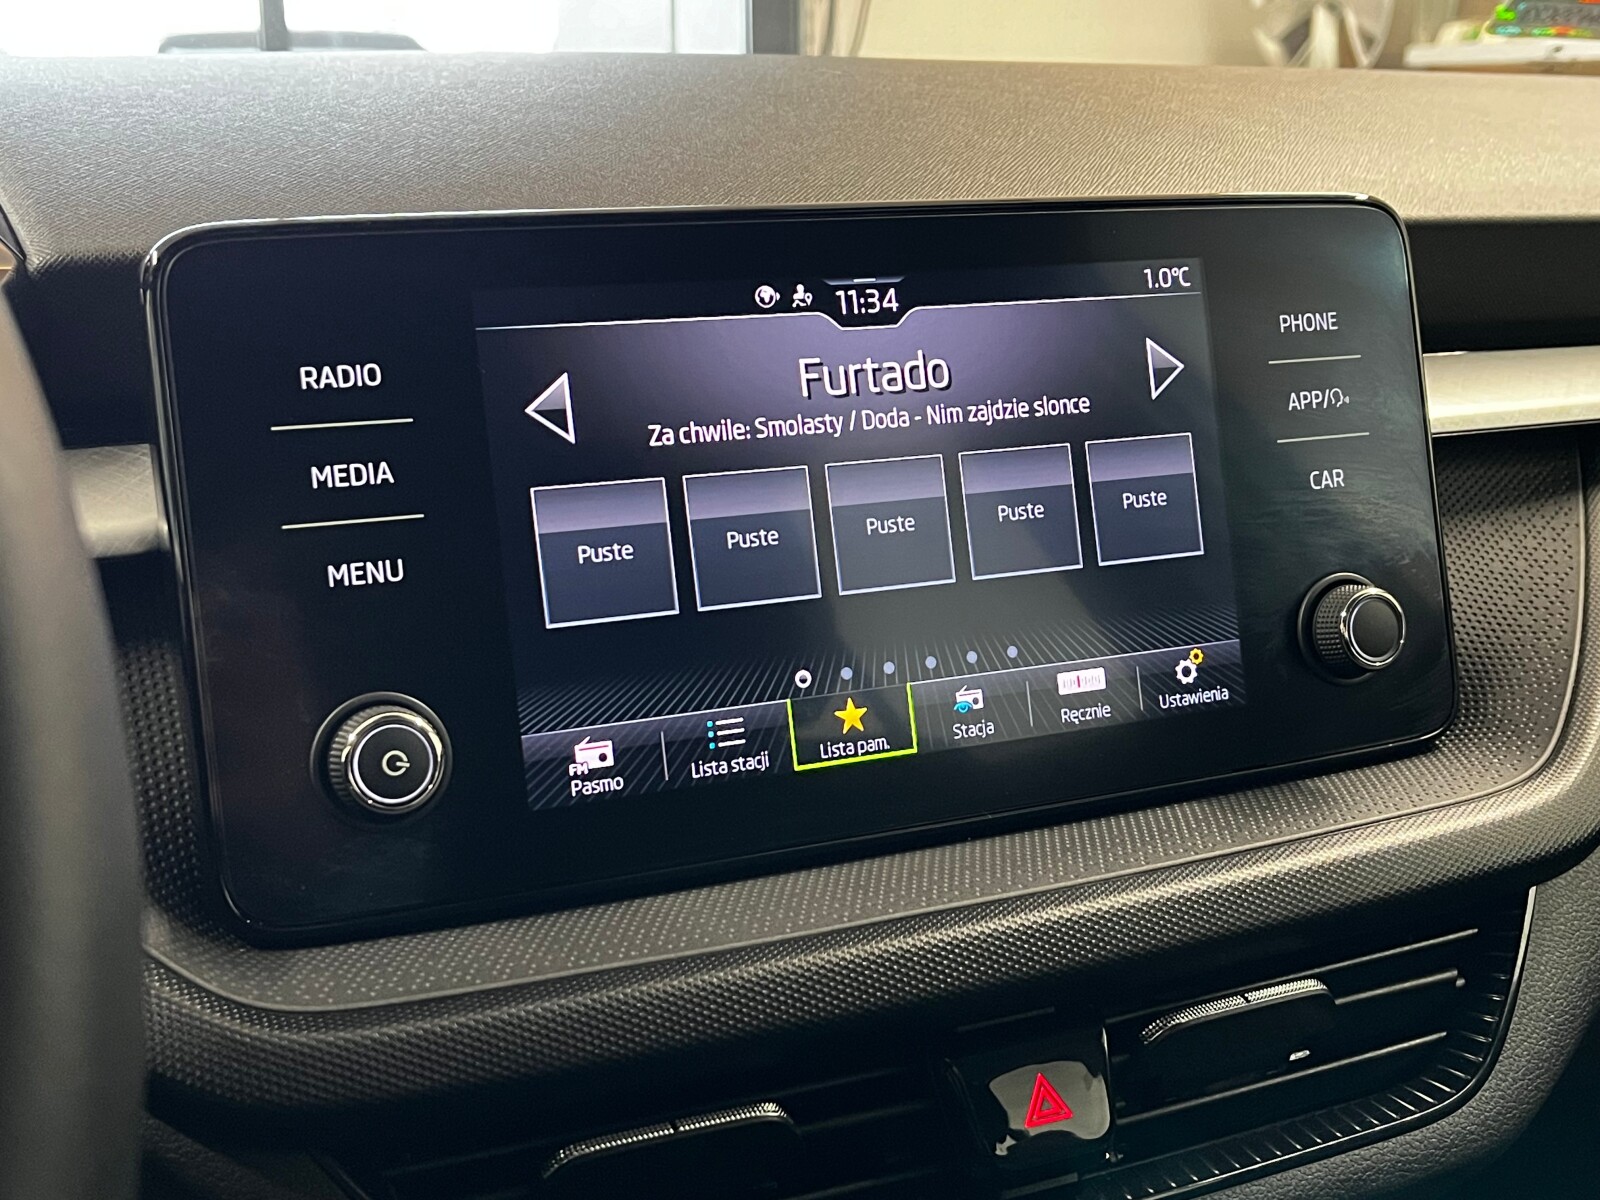 11:34
1.0°C
RADIO
MEDIA
MENU
PHONE
APP/
CAR
Furtado
Za chwile: Smolasty / Doda - Nim zajdzie slonce
Puste
Puste
Puste
Puste
Puste
FM
Pasmo
Lista stacji
Lista pam.
Stacja
Ręcznie
Ustawienia